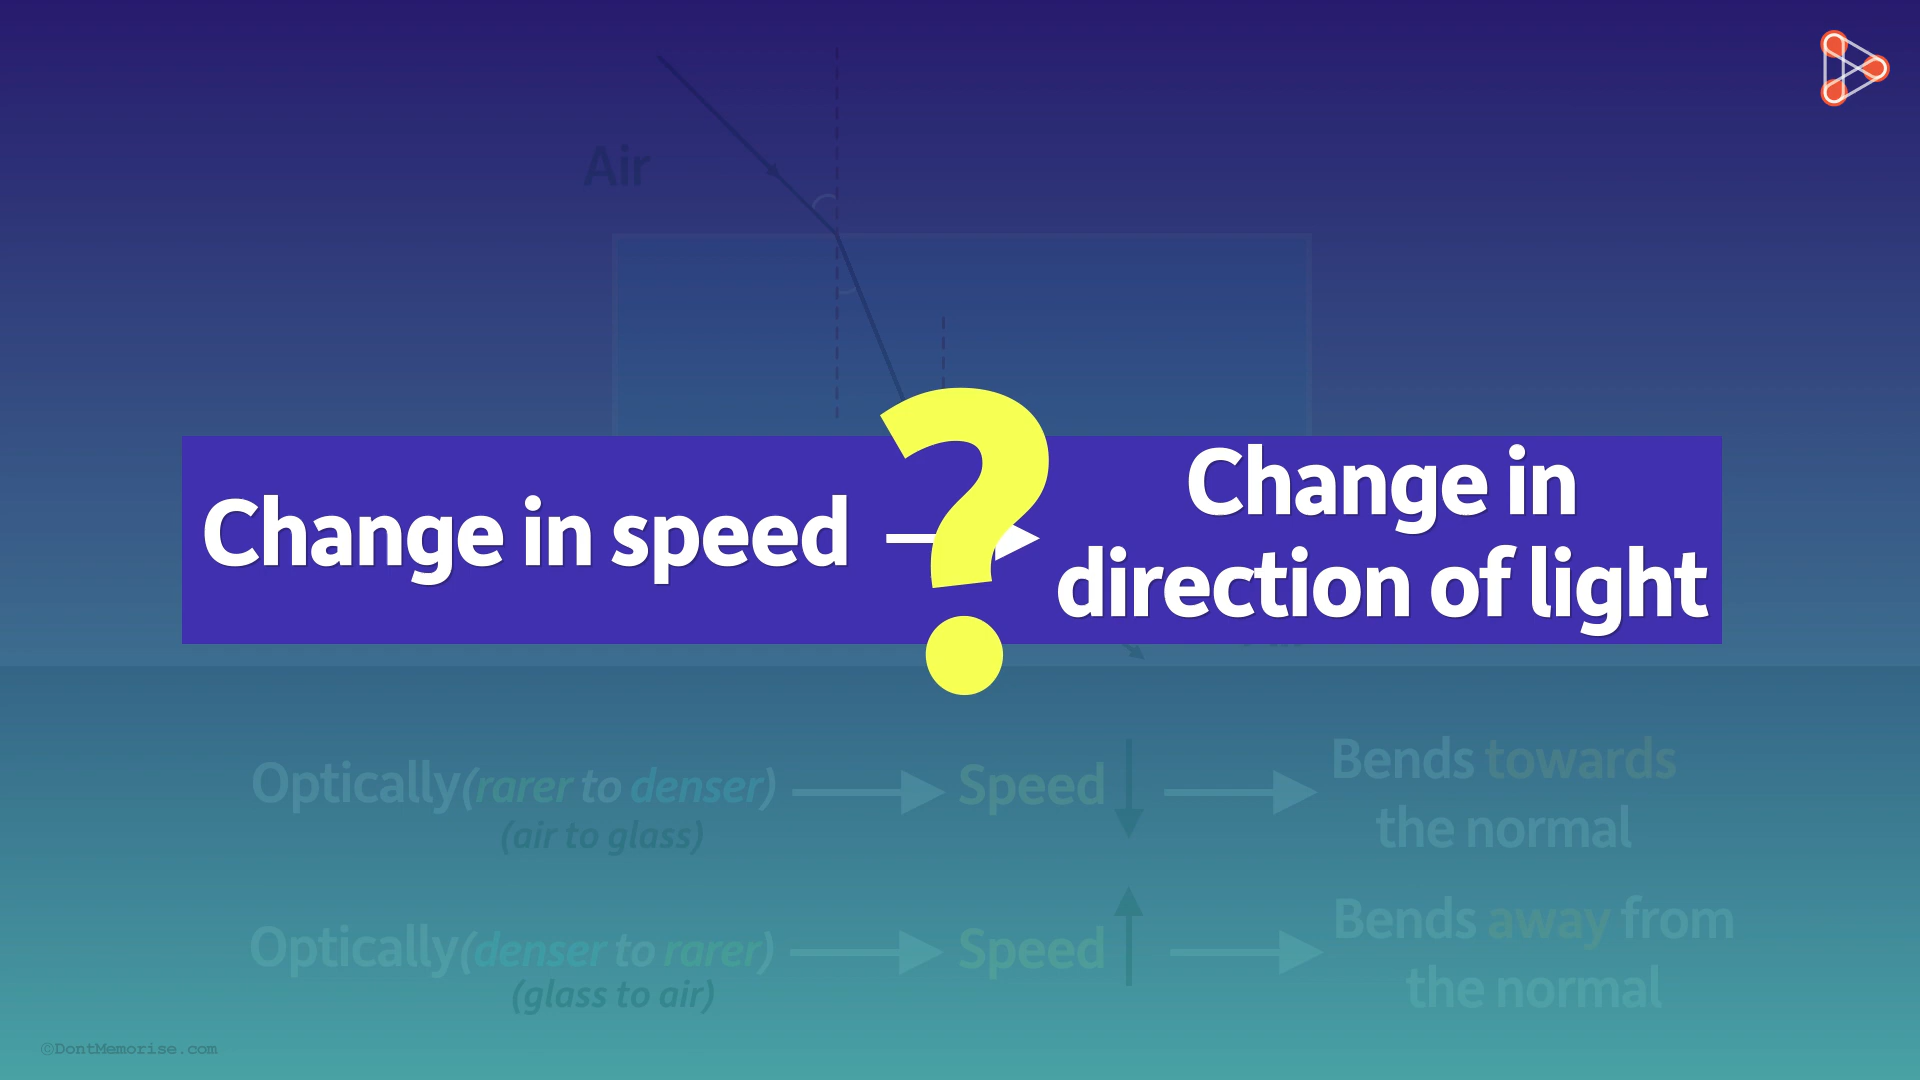 Air
Change in speed
?
Change in
direction of light
Optically(rarer to denser)
(air to glass)
Speed
Bends towards
the normal
Optically(denser to rarer)
(glass to air)
Speed
Bends away from
the normal
©DontMemorise.com